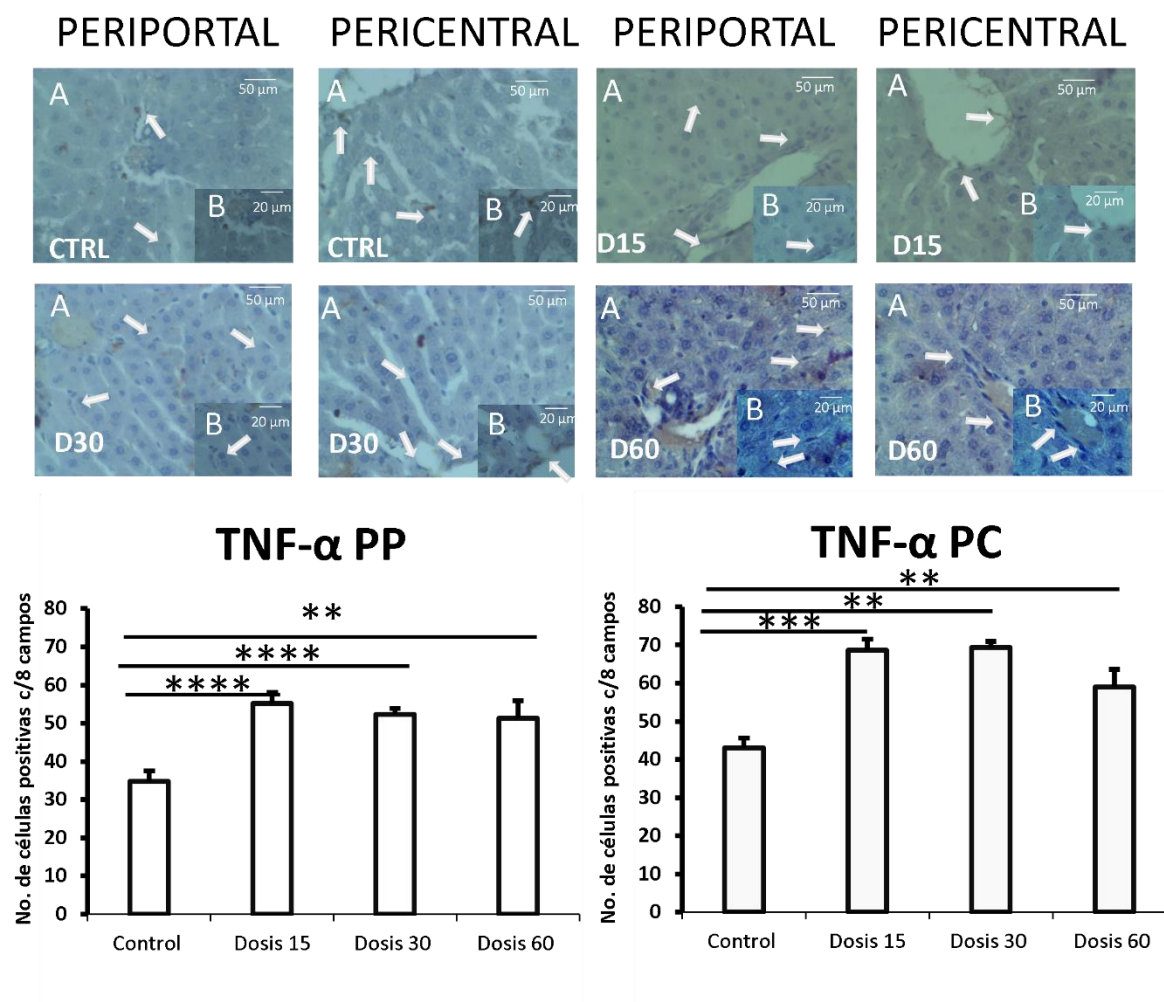 PERIPORTAL PERICENTRAL PERIPORTAL PERICENTRAL
A 50 µm A 50 µm A 50 µm A 50 µm
B 20 µm B 20 µm B 20 µm B 20 µm
CTRL CTRL D15 D15
A 50 µm A 50 µm A 50 µm A 50 µm
B 20 µm B 20 µm B 20 µm B 20 µm
D30 D30 D60 D60
TNF-α PP
No. de células positivas c/8 campos
80
70
60
50
40
30
20
10
0
**
****
****
Control Dosis 15 Dosis 30 Dosis 60
TNF-α PC
No. de células positivas c/8 campos
80
70
60
50
40
30
20
10
0
**
**
***
Control Dosis 15 Dosis 30 Dosis 60